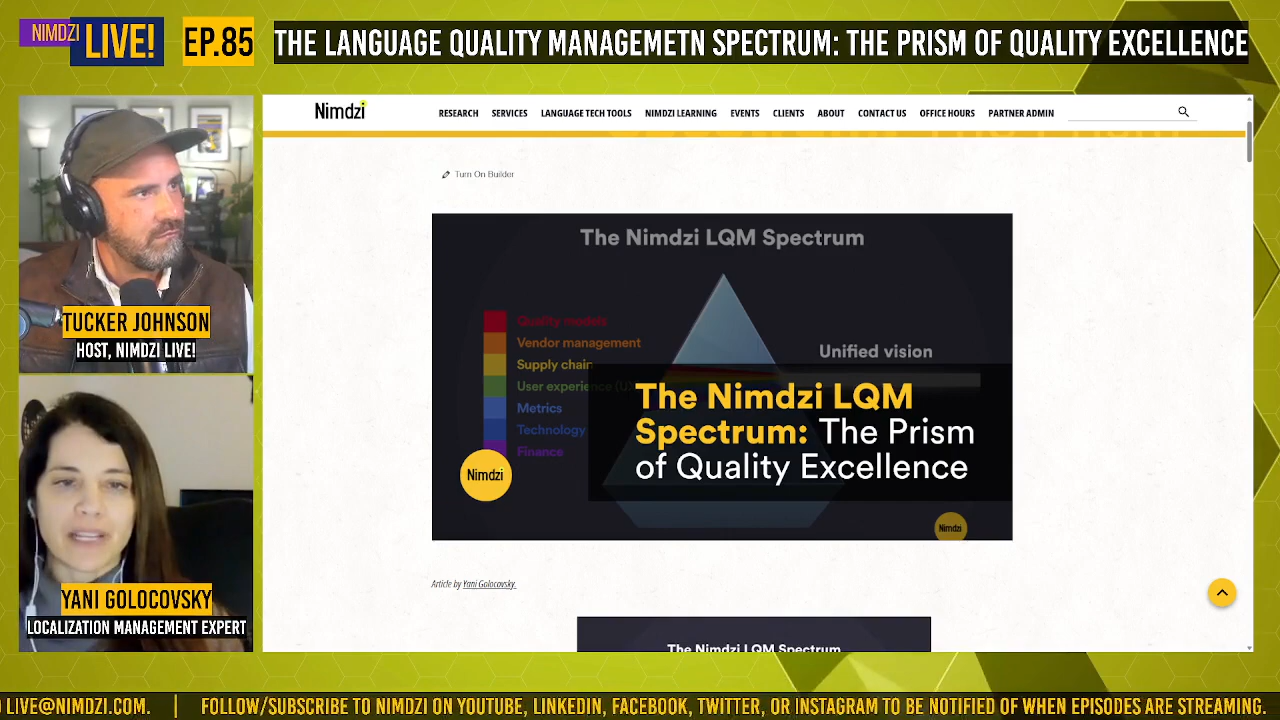 NIMDZI LIVE! EP.85 THE LANGUAGE QUALITY MANAGEMETN SPECTRUM: THE PRISM OF QUALITY EXCELLENCE
TUCKER JOHNSON
HOST, NIMDZI LIVE!
YANI GOLOCOVSKY
LOCALIZATION MANAGEMENT EXPERT
Nimdzi RESEARCH SERVICES LANGUAGE TECH TOOLS NIMDZI LEARNING EVENTS CLIENTS ABOUT CONTACT US OFFICE HOURS PARTNER ADMIN
Turn On Builder
The Nimdzi LQM Spectrum
Quality models
Vendor management
Supply chain
User experience (U
Metrics
Technology
Finance
Unified vision
The Nimdzi LQM
Spectrum: The Prism
of Quality Excellence
Nimdzi
Nimdzi
Article by Yani Golocovsky.
The Nimdzi LQM Spectrum
LIVE@NIMDZI.COM. | FOLLOW/SUBSCRIBE TO NIMDZI ON YOUTUBE, LINKEDIN, FACEBOOK, TWITTER, OR INSTAGRAM TO BE NOTIFIED OF WHEN EPISODES ARE STREAMING.